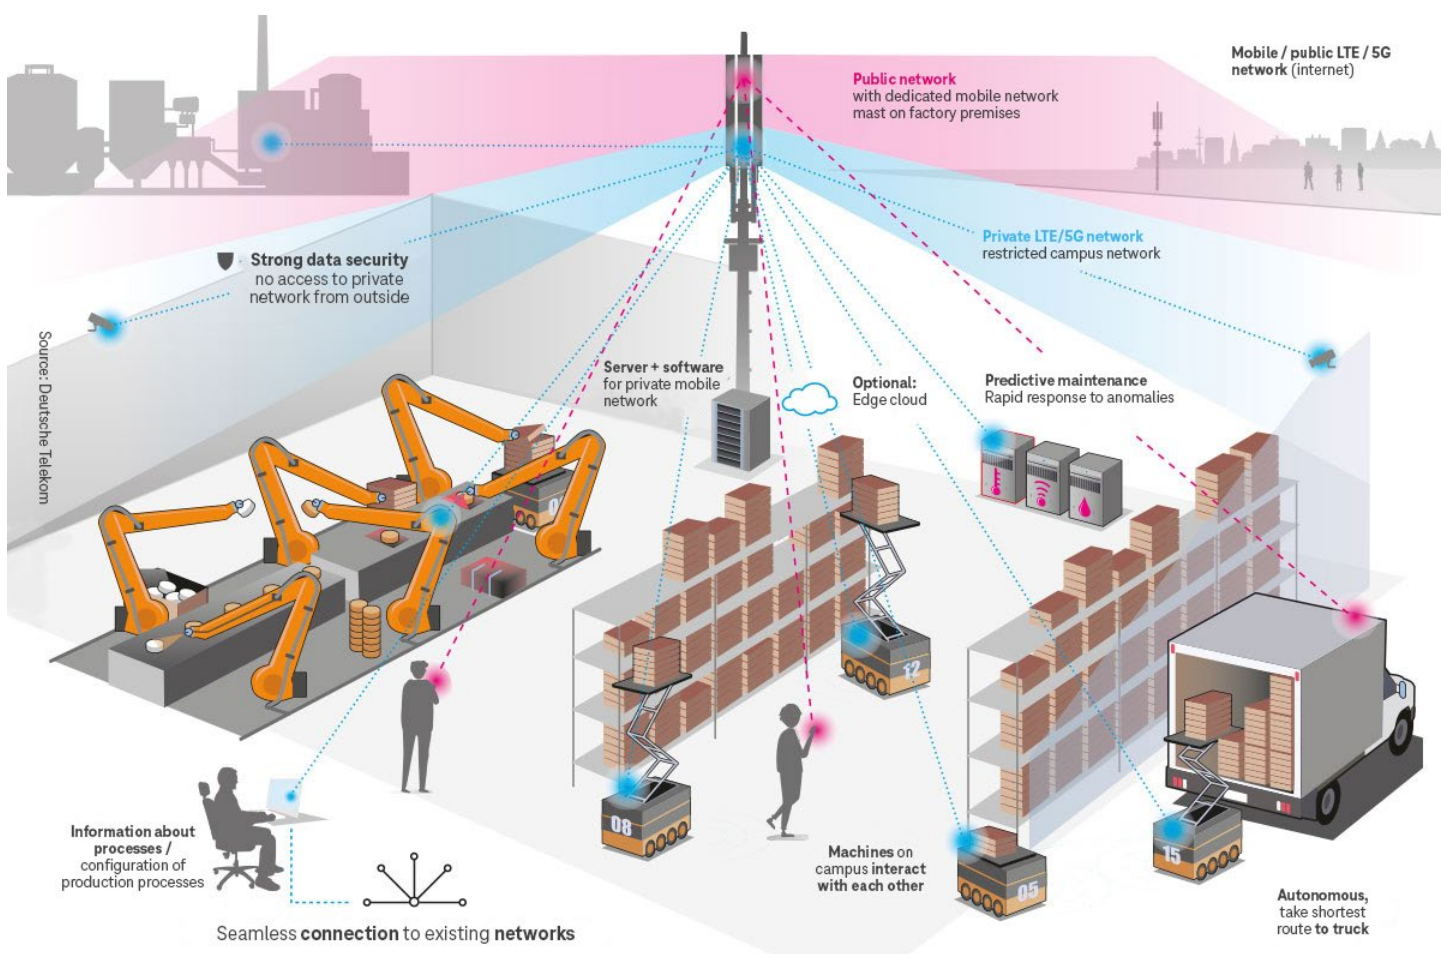 Mobile / public LTE / 5G
network (internet)
Public network
with dedicated mobile network
mast on factory premises
Private LTE/5G network
restricted campus network
Strong data security
no access to private
network from outside
Source: Deutsche Telekom
Server + software
for private mobile
network
Optional:
Edge cloud
Predictive maintenance
Rapid response to anomalies
12
08
05
15
Information about
processes /
configuration of
production processes
Machines on
campus interact
with each other
Autonomous,
take shortest
route to truck
Seamless connection to existing networks